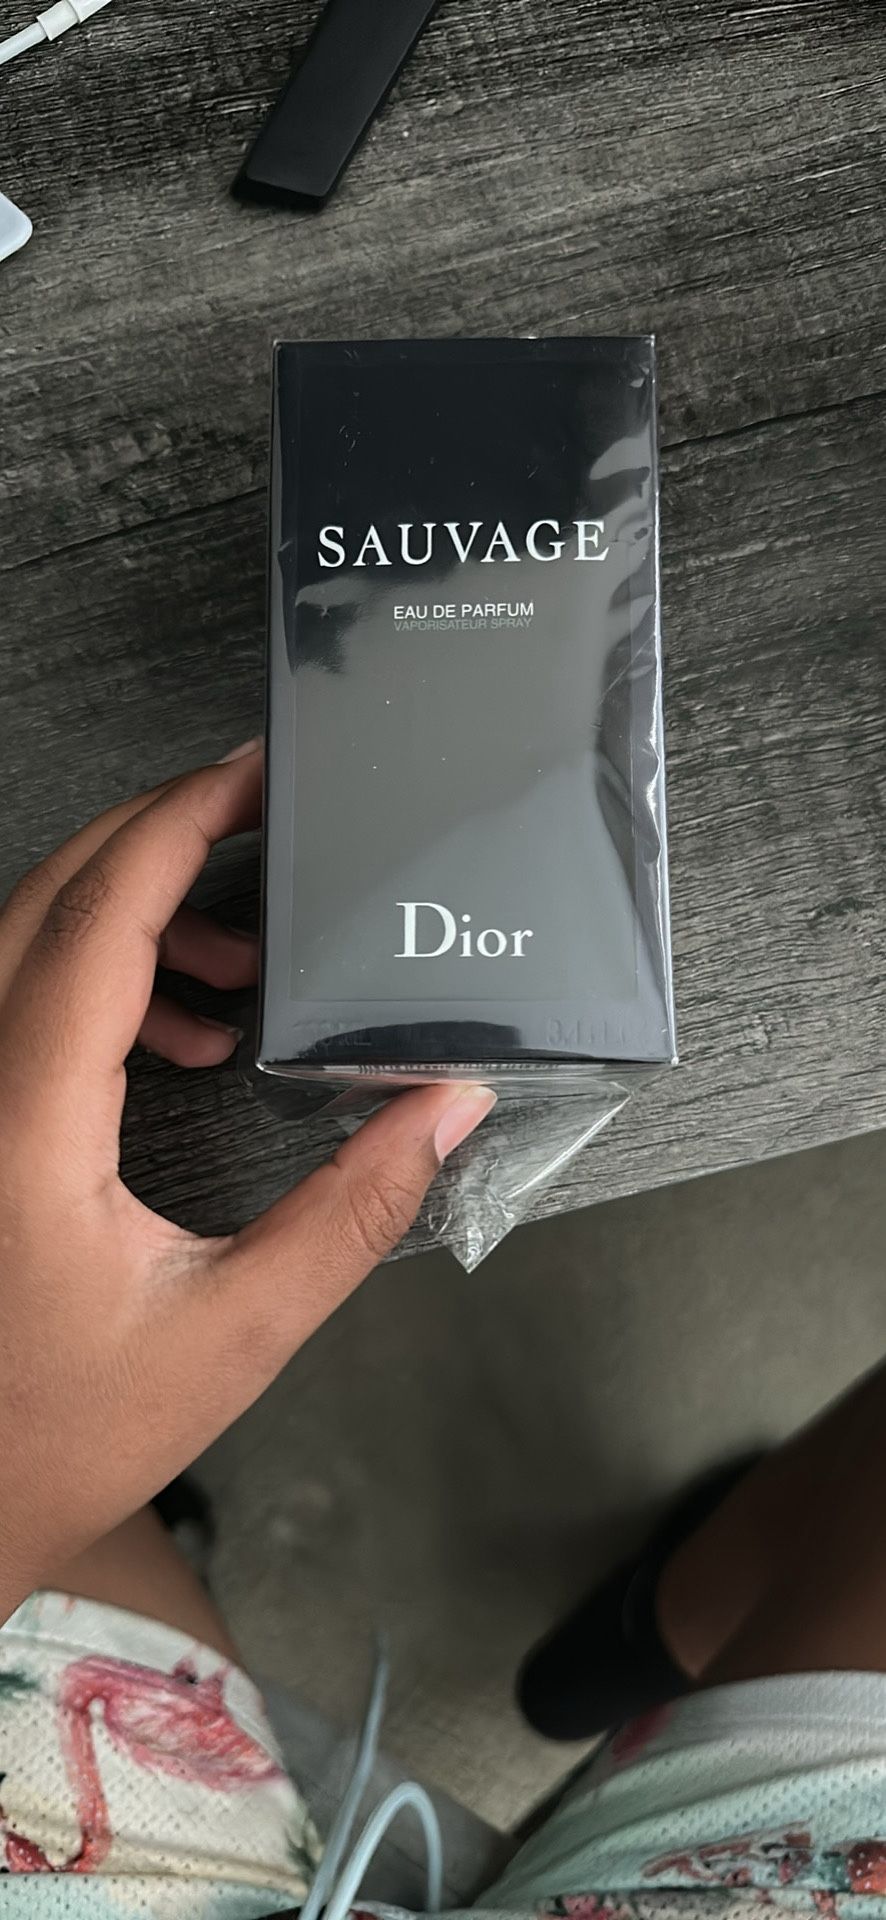 SAUVAGE
EAU DE PARFUM
VAPORISATEUR SPRAY
Dior